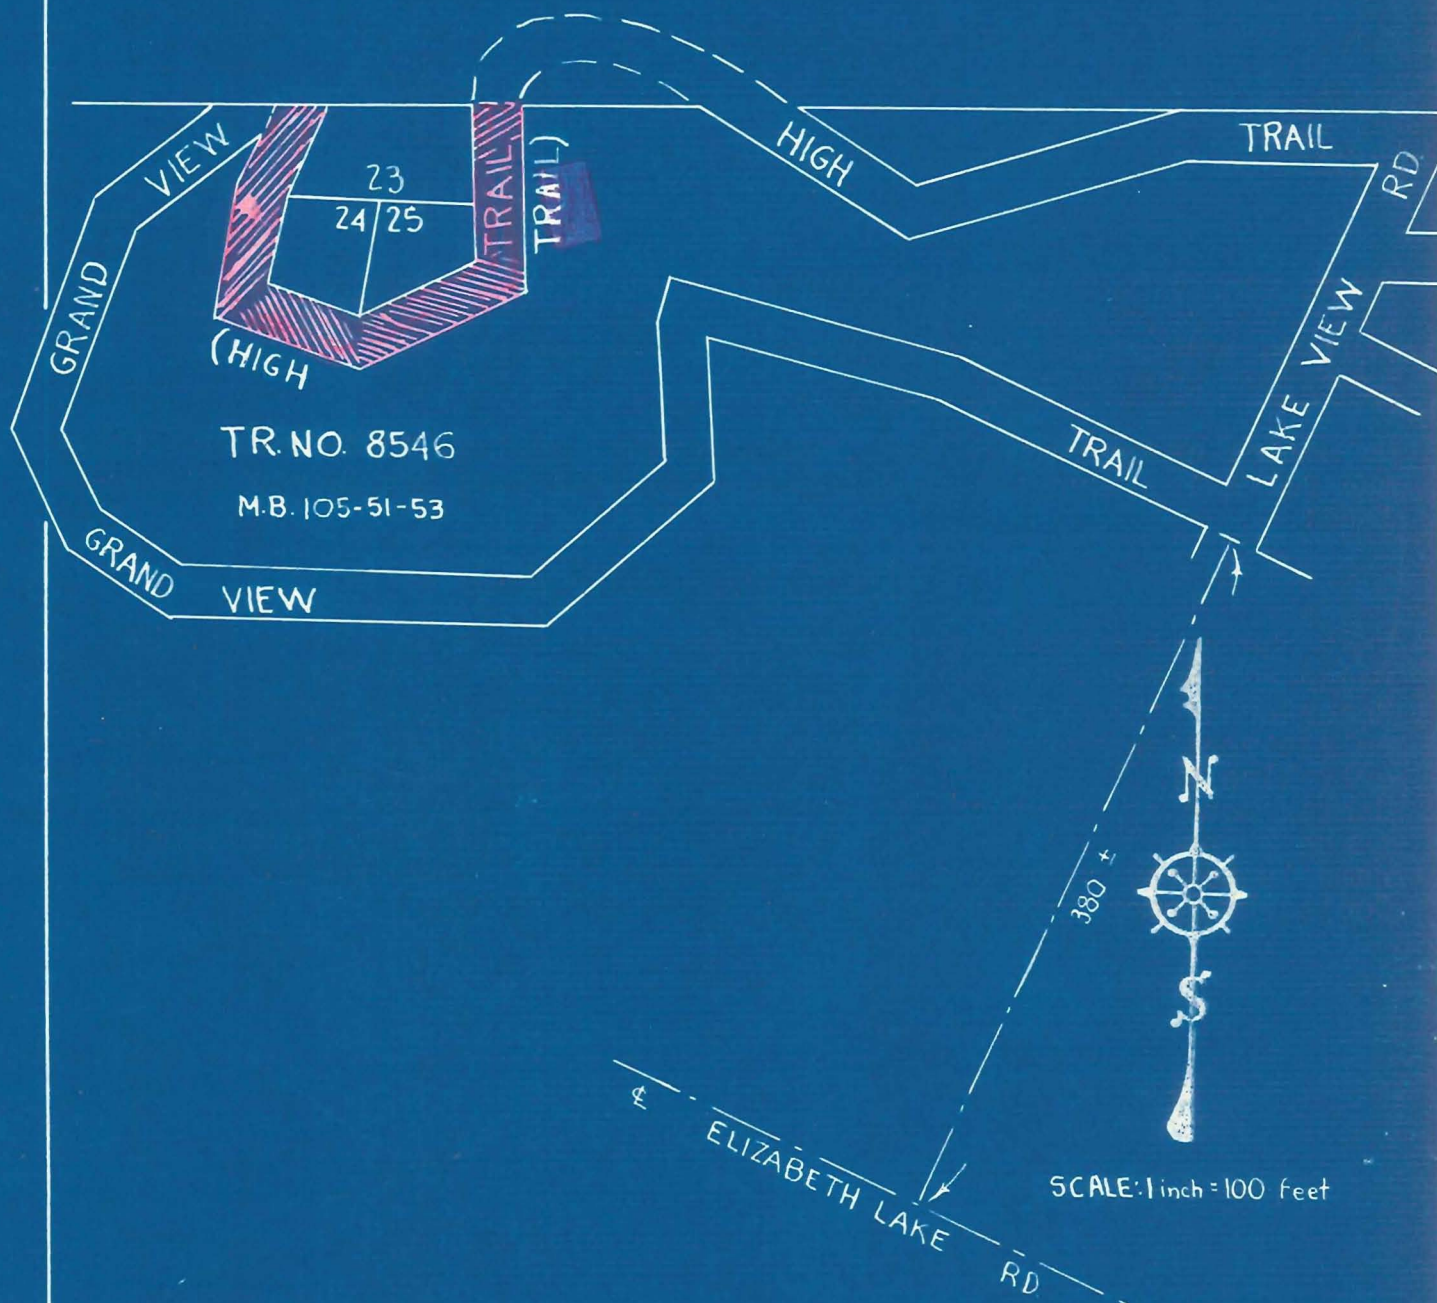 HIGH
TRAIL
RD.
VIEW
23
24 25
TRAIL
TRAIL)
GRAND
(HIGH
LAKE VIEW
TR. NO. 8546
M.B. 105-51-53
TRAIL
GRAND
VIEW
N
380 ±
S
℄
ELIZABETH LAKE RD
SCALE: 1 inch = 100 feet